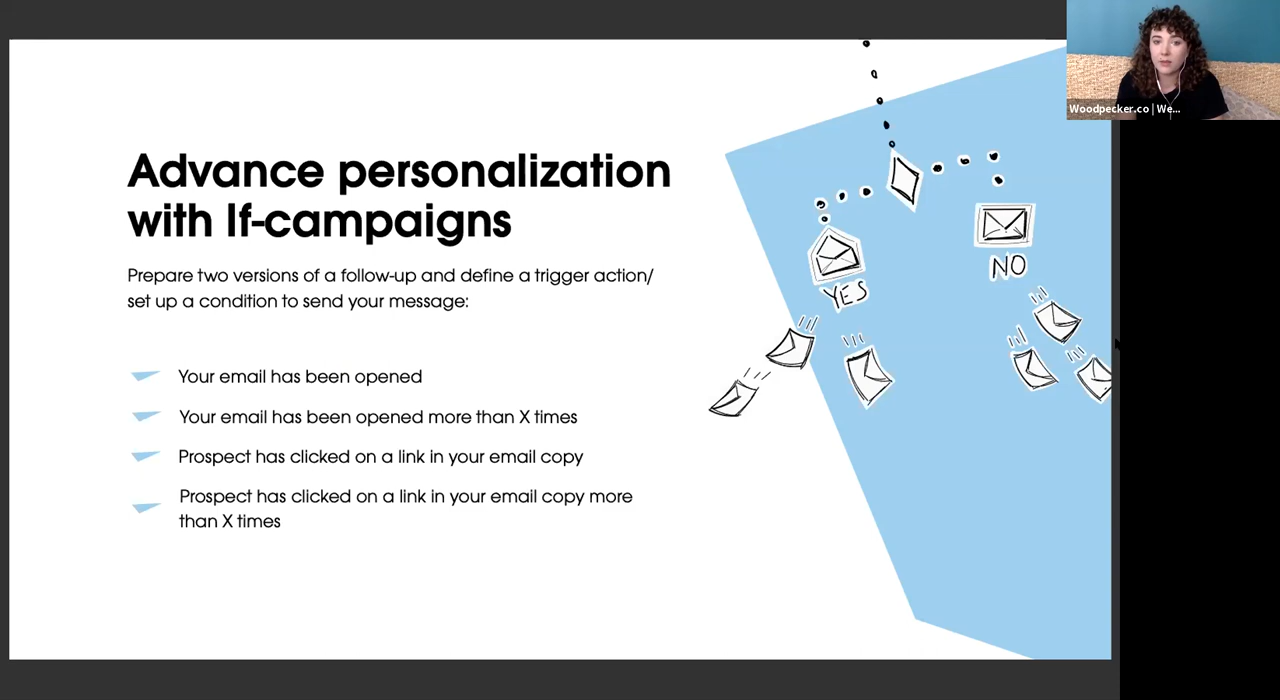 Woodpecker.co | We...
Advance personalization
with If-campaigns
Prepare two versions of a follow-up and define a trigger action/
set up a condition to send your message:
Your email has been opened
Your email has been opened more than X times
Prospect has clicked on a link in your email copy
Prospect has clicked on a link in your email copy more
than X times
YES
NO